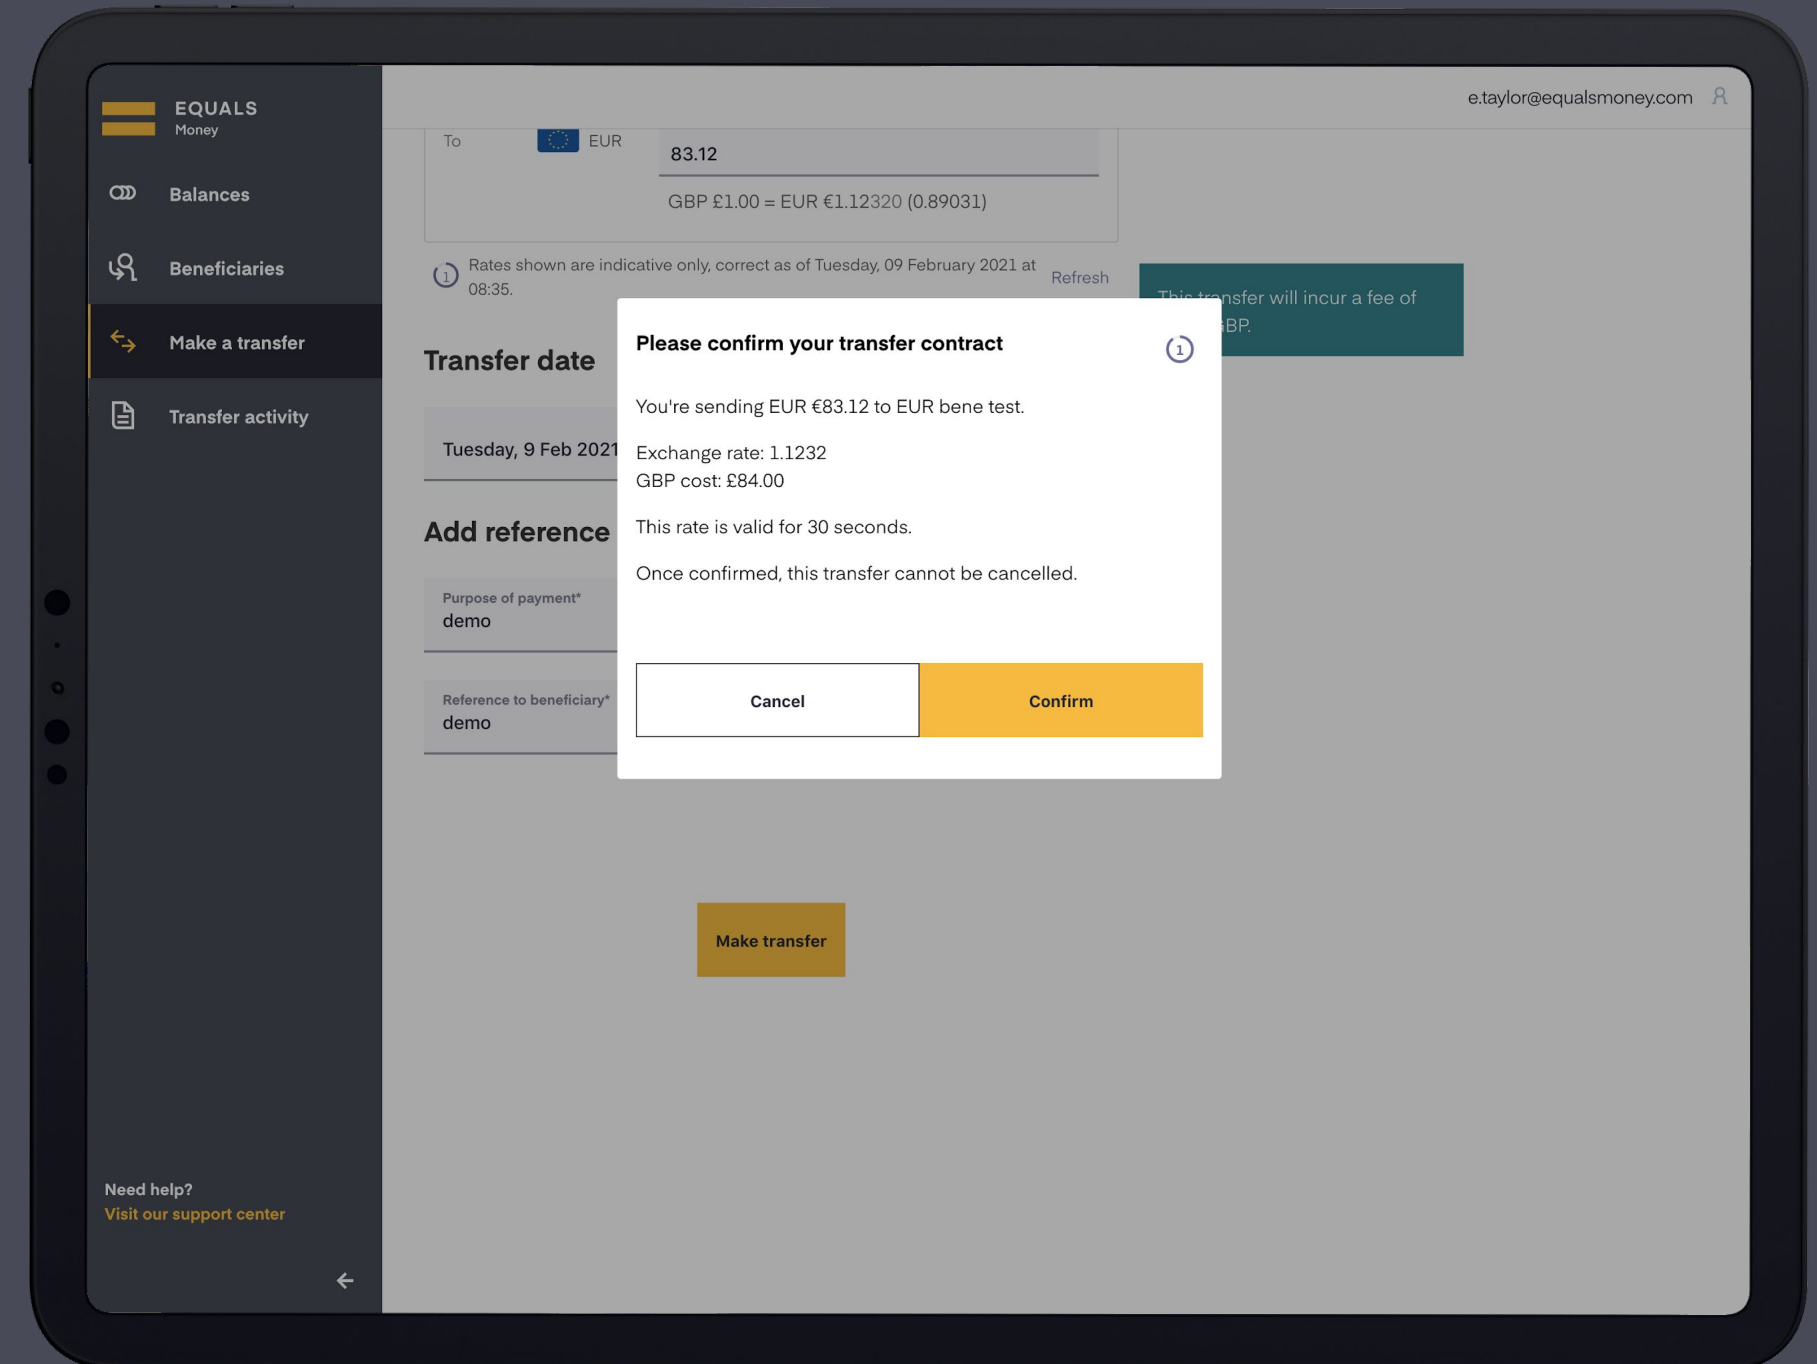 EQUALS
Money
Balances
Beneficiaries
Make a transfer
Transfer activity
Need help?
Visit our support center
e.taylor@equalsmoney.com
To
EUR
83.12
GBP £1.00 = EUR €1.12320 (0.89031)
Rates shown are indicative only, correct as of Tuesday, 09 February 2021 at
08:35.
Refresh
This transfer will incur a fee of
GBP.
Transfer date
Tuesday, 9 Feb 2021
Add reference
Purpose of payment*
demo
Reference to beneficiary*
demo
Please confirm your transfer contract
You're sending EUR €83.12 to EUR bene test.
Exchange rate: 1.1232
GBP cost: £84.00
This rate is valid for 30 seconds.
Once confirmed, this transfer cannot be cancelled.
Cancel
Confirm
Make transfer